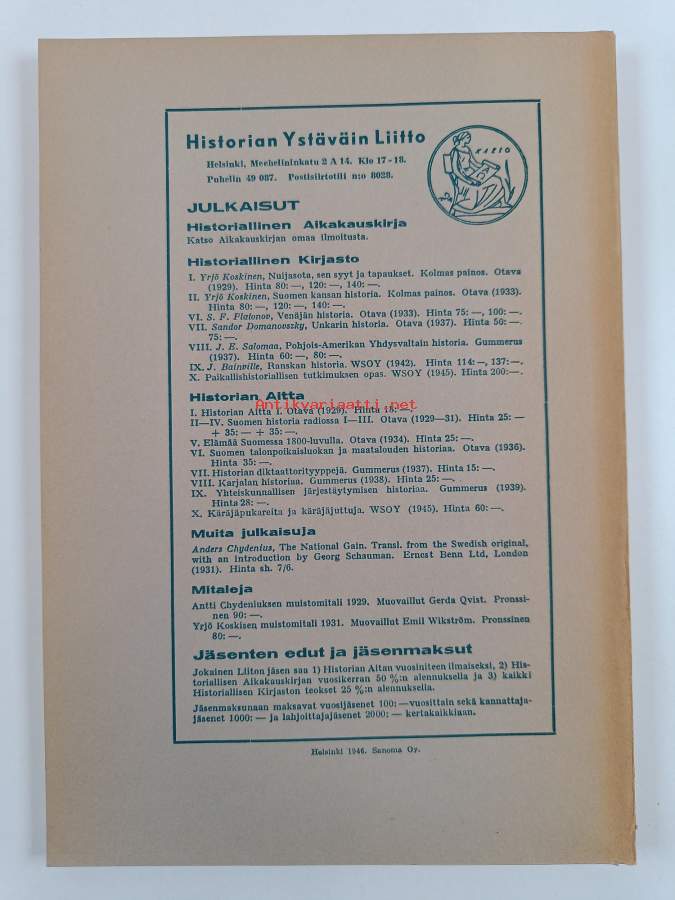 Historian Ystäväin Liitto
Helsinki, Mechelininkatu 2 A 14. Klo 17-18.
Puhelin 49 087. Postisiirtotili n:o 8028.
KLEIO
JULKAISUT
Historiallinen Aikakauskirja
Katso Aikakauskirjan omaa ilmoitusta.
Historiallinen Kirjasto
I. Yrjö Koskinen, Nuijasota, sen syyt ja tapaukset. Kolmas painos. Otava
(1929). Hinta 80: —, 120: —, 140: —.
II. Yrjö Koskinen, Suomen kansan historia. Kolmas painos. Otava (1933).
Hinta 80: —, 120: —, 140: —.
VI. S. F. Platonov, Venäjän historia. Otava (1933). Hinta 75: —, 100: —.
VII. Sandor Domanovszky, Unkarin historia. Otava (1937). Hinta 50: —
75: —.
VIII. J. E. Salomaa, Pohjois-Amerikan Yhdysvaltain historia. Gummerus
(1937). Hinta 60: —, 80: —.
IX. J. Bainville, Ranskan historia. WSOY (1942). Hinta 114: —, 137: —.
X. Paikallishistoriallisen tutkimuksen opas. WSOY (1945). Hinta 200: —.
Antikvariaatti.net
Historian Aitta
I. Historian Aitta I. Otava (1929). Hinta 18: —.
II—IV. Suomen historia radiossa I—III. Otava (1929—31). Hinta 25: —
+ 35: — + 35: —.
V. Elämää Suomessa 1800-luvulla. Otava (1934). Hinta 25: —.
VI. Suomen talonpoikaisluokan ja maatalouden historiaa. Otava (1936).
Hinta 35: —.
VII. Historian diktaattorityyppejä. Gummerus (1937). Hinta 15: —.
VIII. Karjalan historiaa. Gummerus (1938). Hinta 25: —.
IX. Yhteiskunnallisen järjestäytymisen historiaa. Gummerus (1939).
Hinta 28: —.
X. Käräjäpukareita ja käräjäjuttuja. WSOY (1945). Hinta 60: —.
Muita julkaisuja
Anders Chydenius, The National Gain. Transl. from the Swedish original,
with an introduction by Georg Schauman. Ernest Benn Ltd, London
(1931). Hinta sh. 7/6.
Mitaleja
Antti Chydeniuksen muistomitali 1929. Muovaillut Gerda Qvist. Pronssi-
nen 90: —.
Yrjö Koskisen muistomitali 1931. Muovaillut Emil Wikström. Pronssinen
80: —.
Jäsenten edut ja jäsenmaksut
Jokainen Liiton jäsen saa 1) Historian Aitan vuosiniteen ilmaiseksi, 2) His-
toriallisen Aikakauskirjan vuosikerran 50 %:n alennuksella ja 3) kaikki
Historiallisen Kirjaston teokset 25 %:n alennuksella.
Jäsenmaksunaan maksavat vuosijäsenet 100: —vuosittain sekä kannattaja-
jäsenet 1000: — ja lahjoittajajäsenet 2000: — kertakaikkiaan.
Helsinki 1946. Sanoma Oy.